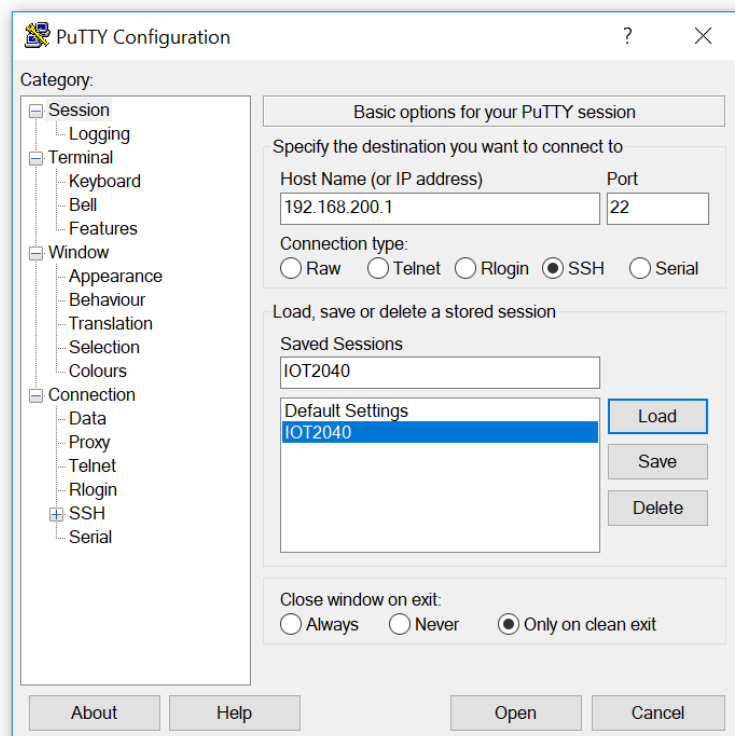 PuTTY Configuration
?
Category:
Session
Logging
Terminal
Keyboard
Bell
Features
Window
Appearance
Behaviour
Translation
Selection
Colours
Connection
Data
Proxy
Telnet
Rlogin
SSH
Serial
Basic options for your PuTTY session
Specify the destination you want to connect to
Host Name (or IP address) Port
192.168.200.1 22
Connection type:
Raw Telnet Rlogin SSH Serial
Load, save or delete a stored session
Saved Sessions
IOT2040
Default Settings
IOT2040
Load
Save
Delete
Close window on exit:
Always Never Only on clean exit
About Help Open Cancel